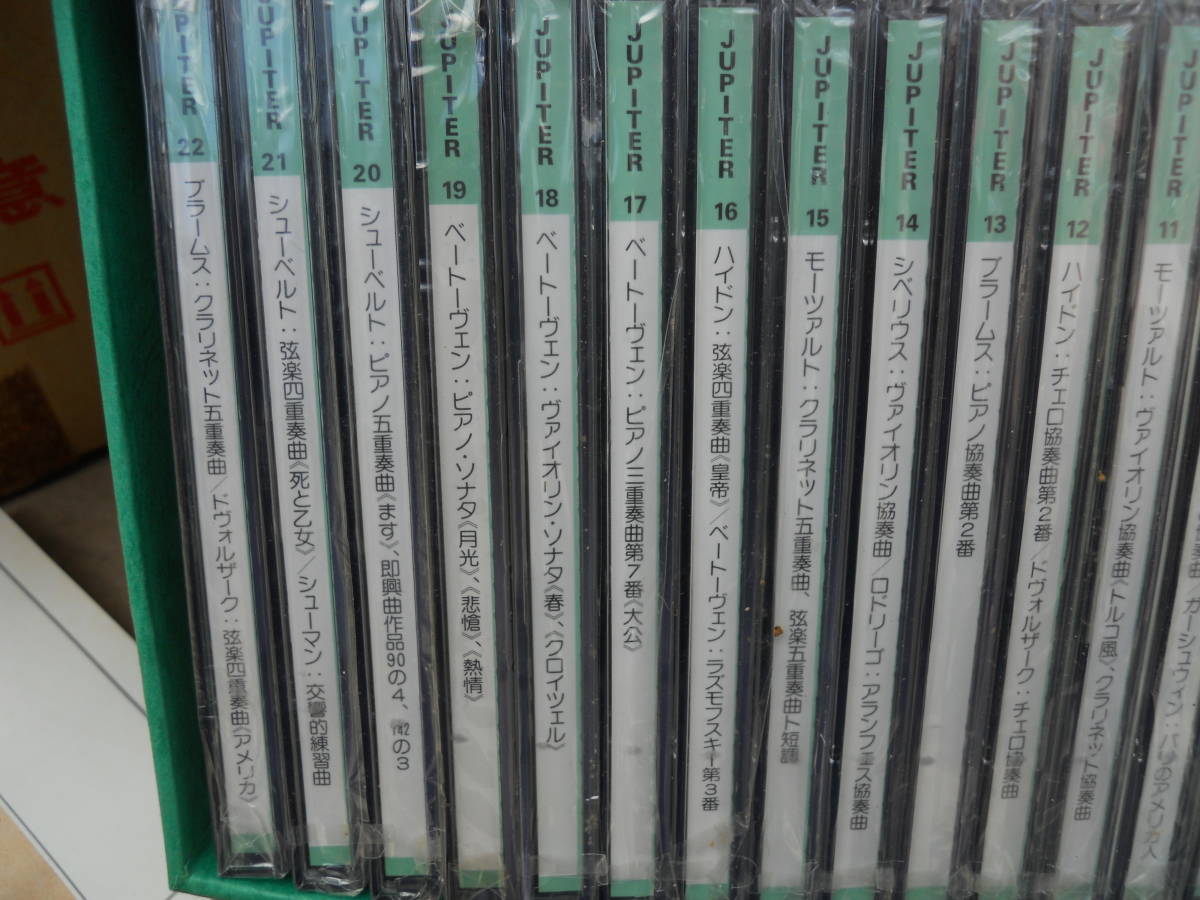 PITER 22 ブラームス：クラリネット五重奏曲／ドヴォルザーク：弦楽四重奏曲《アメリカ》
UPITER 21 シューベルト：弦楽四重奏曲《死と乙女》／シューマン：交響的練習曲
JUPITER 20 シューベルト：ピアノ五重奏曲《ます》、即興曲作品90の4、142の3
JUPITER 19 ベートーヴェン：ピアノ・ソナタ《月光》、《悲愴》、《熱情》
JUPITER 18 ベートーヴェン：ヴァイオリン・ソナタ《春》、《クロイツェル》
JUPITER 17 ベートーヴェン：ピアノ三重奏曲第7番《大公》
JUPITER 16 ハイドン：弦楽四重奏曲《皇帝》／ベートーヴェン：ラズモフスキー第3番
JUPITER 15 モーツァルト：クラリネット五重奏曲、弦楽五重奏曲ト短調
JUPITER 14 シベリウス：ヴァイオリン協奏曲／ロドリーゴ：アランフェス協奏曲
JUPITER 13 ブラームス：ピアノ協奏曲第2番
JUPITER 12 ハイドン：チェロ協奏曲第2番／ドヴォルザーク：チェロ協奏曲
JUPITER 11 モーツァルト：ヴァイオリン協奏曲《トルコ風》、クラリネット協奏曲
協奏曲 ガーシュウィン：パリのアメリカ人
意